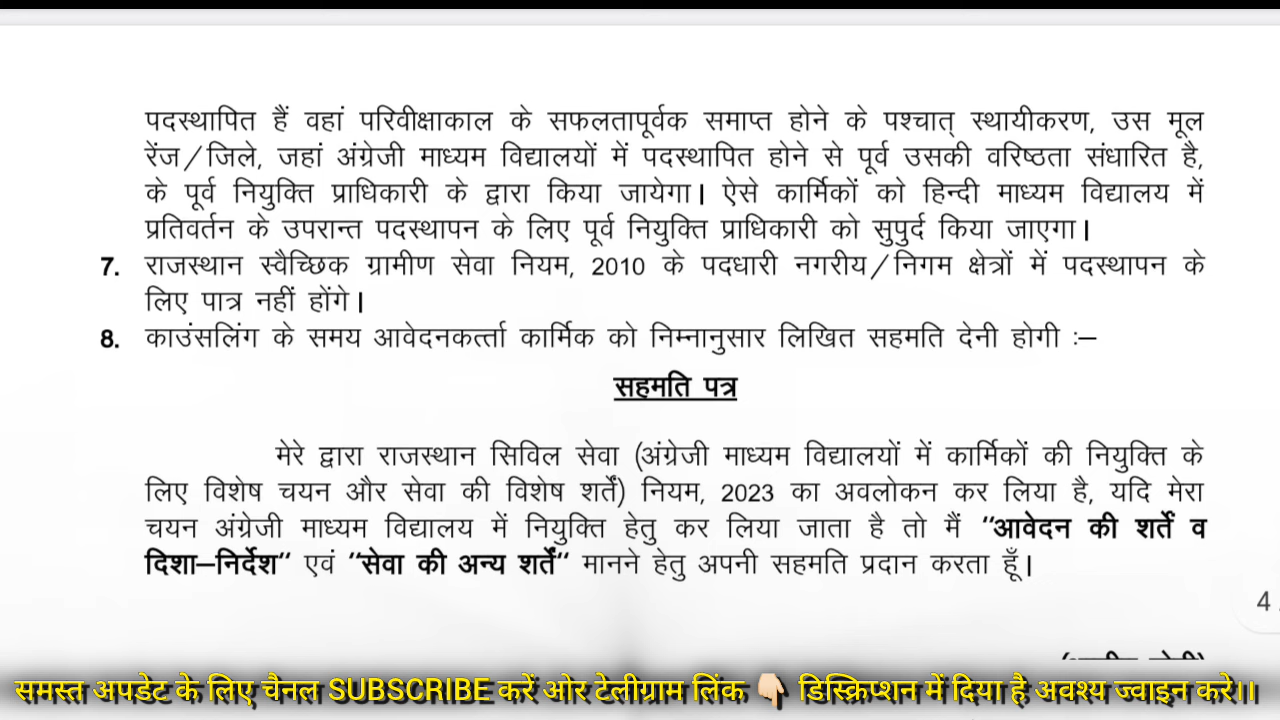 पदस्थापित हैं वहां परिवीक्षाकाल के सफलतापूर्वक समाप्त होने के पश्चात् स्थायीकरण, उस मूल
रेंज/जिले, जहां अंग्रेजी माध्यम विद्यालयों में पदस्थापित होने से पूर्व उसकी वरिष्ठता संधारित है,
के पूर्व नियुक्ति प्राधिकारी के द्वारा किया जायेगा। ऐसे कार्मिकों को हिन्दी माध्यम विद्यालय में
प्रतिवर्तन के उपरान्त पदस्थापन के लिए पूर्व नियुक्ति प्राधिकारी को सुपुर्द किया जाएगा।
7. राजस्थान स्वैच्छिक ग्रामीण सेवा नियम, 2010 के पदधारी नगरीय/निगम क्षेत्रों में पदस्थापन के
लिए पात्र नहीं होंगे।
8. काउंसलिंग के समय आवेदनकर्त्ता कार्मिक को निम्नानुसार लिखित सहमति देनी होगी :–
सहमति पत्र
मेरे द्वारा राजस्थान सिविल सेवा (अंग्रेजी माध्यम विद्यालयों में कार्मिकों की नियुक्ति के
लिए विशेष चयन और सेवा की विशेष शर्तें) नियम, 2023 का अवलोकन कर लिया है, यदि मेरा
चयन अंग्रेजी माध्यम विद्यालय में नियुक्ति हेतु कर लिया जाता है तो मैं "आवेदन की शर्ते व
दिशा–निर्देश" एवं "सेवा की अन्य शर्तें" मानने हेतु अपनी सहमति प्रदान करता हूँ।
4
समस्त अपडेट के लिए चैनल SUBSCRIBE करें ओर टेलीग्राम लिंक 👇🏻 डिस्क्रिप्शन में दिया है अवश्य ज्वाइन करे।।